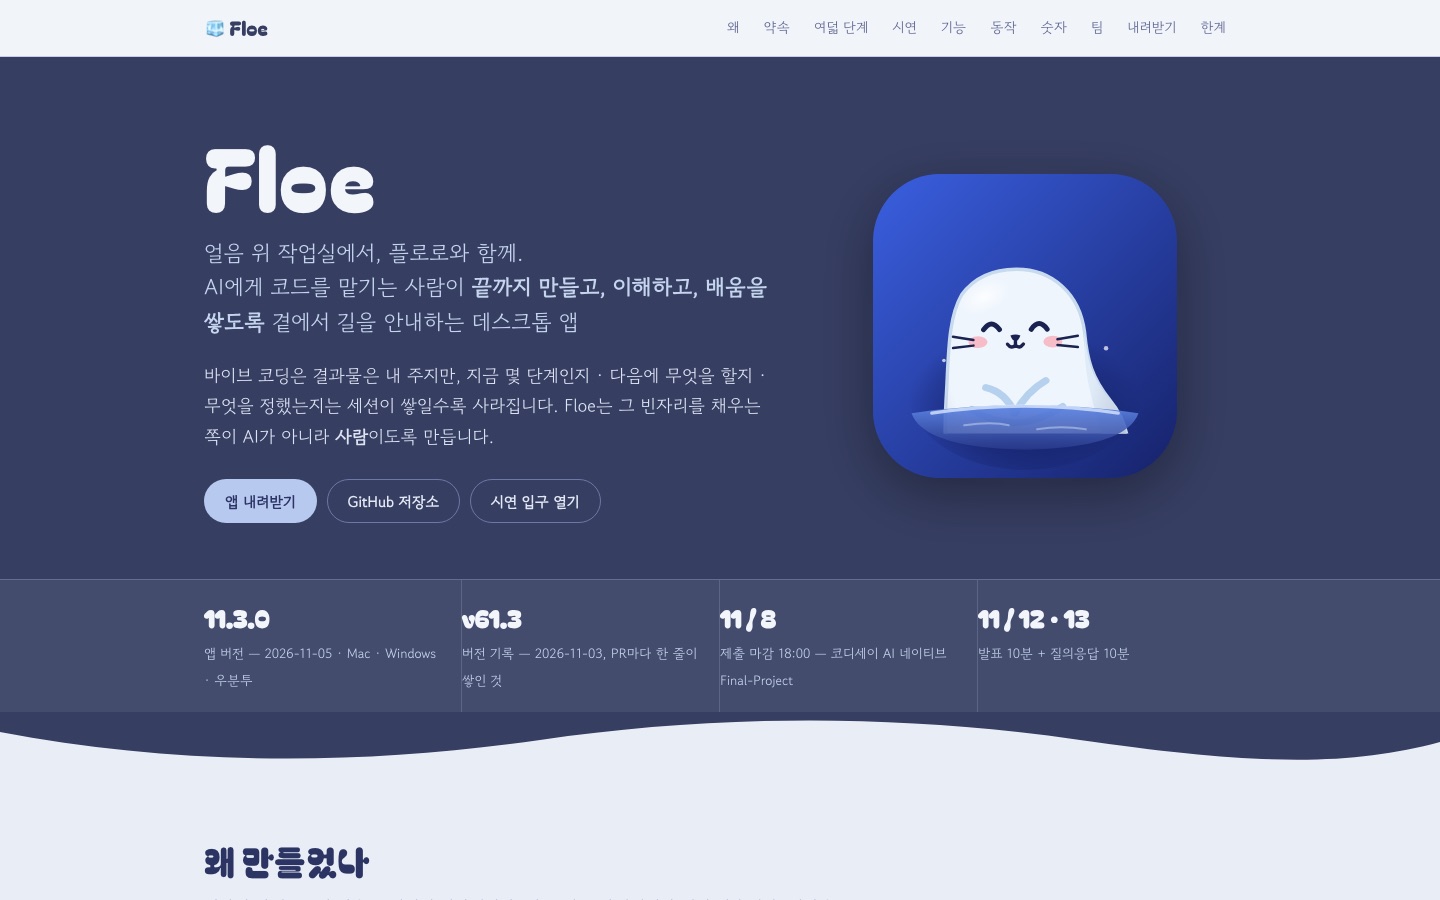 Floe
왜 약속 여덟 단계 시연 기능 동작 숫자 팀 내려받기 한계
Floe
얼음 위 작업실에서, 플로로와 함께.
AI에게 코드를 맡기는 사람이 끝까지 만들고, 이해하고, 배움을
쌓도록 곁에서 길을 안내하는 데스크톱 앱
바이브 코딩은 결과물은 내 주지만, 지금 몇 단계인지 · 다음에 무엇을 할지 ·
무엇을 정했는지는 세션이 쌓일수록 사라집니다. Floe는 그 빈자리를 채우는
쪽이 AI가 아니라 사람이도록 만듭니다.
앱 내려받기
GitHub 저장소
시연 입구 열기
11.3.0
앱 버전 — 2026-11-05 · Mac · Windows
· 우분투
v61.3
버전 기록 — 2026-11-03, PR마다 한 줄이
쌓인 것
11 / 8
제출 마감 18:00 — 코디세이 AI 네이티브
Final-Project
11 / 12 · 13
발표 10분 + 질의응답 10분
왜 만들었나